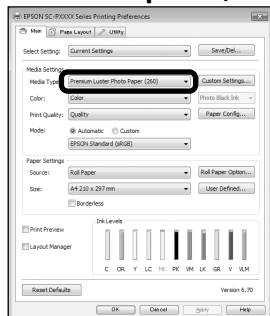 EPSON SC-PXXXX Series Printing Preferences
Main Page Layout Utility
Select Setting: Current Settings Save/Del...
Media Settings
Media Type: Premium Luster Photo Paper (260) Custom Settings...
Color: Color Photo Black Ink
Print Quality: Quality Paper Config...
Mode: Automatic Custom
EPSON Standard (sRGB)
Paper Settings
Source: Roll Paper Roll Paper Option...
Size: A4 210 x 297 mm User Defined...
Borderless
Ink Levels
Print Preview
Layout Manager
C OR Y LC MK PK VM LK GR V VLM
Reset Defaults Version 6.70
OK Cancel Apply Help